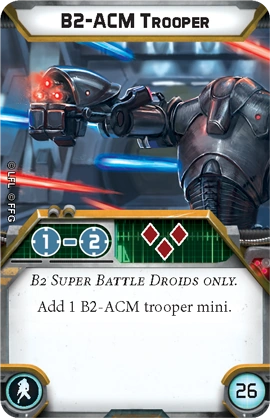 B2-ACM Trooper
© LFL © FFG
1 - 2
B2 Super Battle Droids only.
Add 1 B2-ACM trooper mini.
26